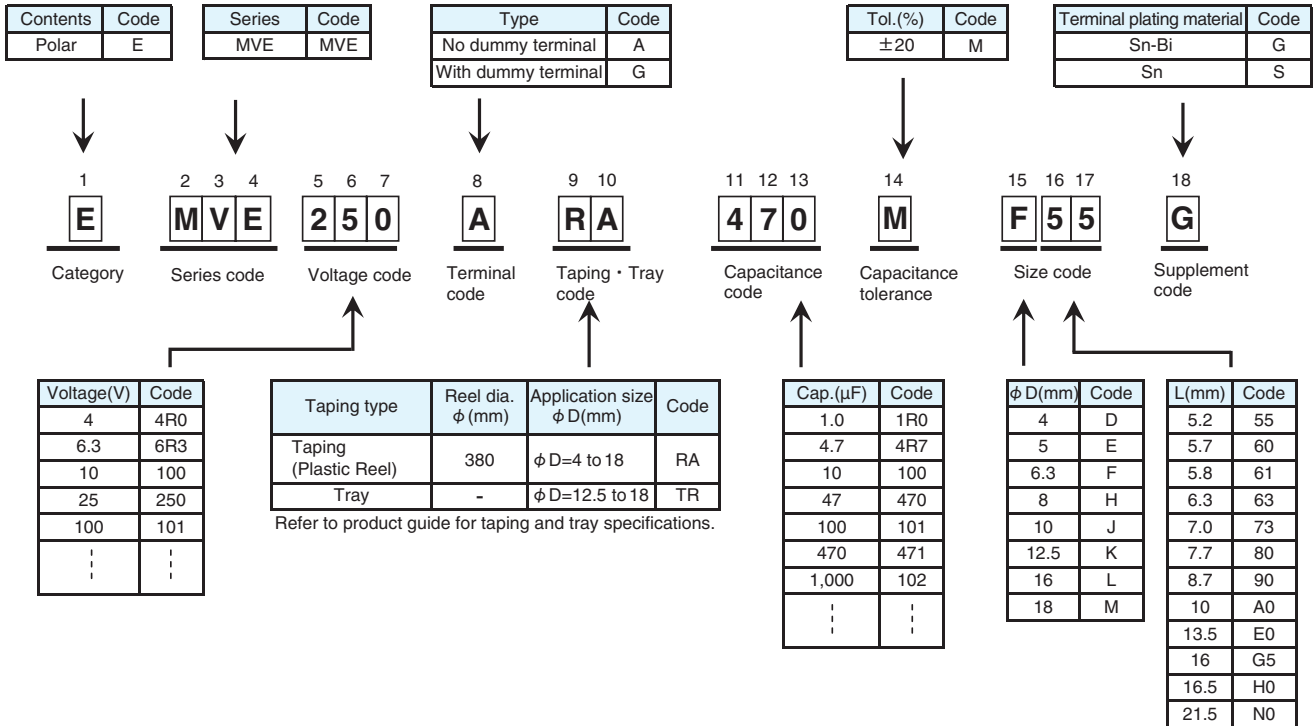 Contents Code
Polar E
Series Code
MVE MVE
Type Code
No dummy terminal A
With dummy terminal G
Tol.(%) Code
±20 M
Terminal plating material Code
Sn-Bi G
Sn S
1 2 3 4 5 6 7 8 9 10 11 12 13 14 15 16 17 18
E M V E 2 5 0 A R A 4 7 0 M F 5 5 G
Category
Series code
Voltage code
Terminal
code
Taping・Tray
code
Capacitance
code
Capacitance
tolerance
Size code
Supplement
code
Voltage(V) Code
4 4R0
6.3 6R3
10 100
25 250
100 101
Taping type Reel dia. φ(mm) Application size φD(mm) Code
Taping (Plastic Reel) 380 φD=4 to 18 RA
Tray - φD=12.5 to 18 TR
Refer to product guide for taping and tray specifications.
Cap.(µF) Code
1.0 1R0
4.7 4R7
10 100
47 470
100 101
470 471
1,000 102
φD(mm) Code
4 D
5 E
6.3 F
8 H
10 J
12.5 K
16 L
18 M
L(mm) Code
5.2 55
5.7 60
5.8 61
6.3 63
7.0 73
7.7 80
8.7 90
10 A0
13.5 E0
16 G5
16.5 H0
21.5 N0